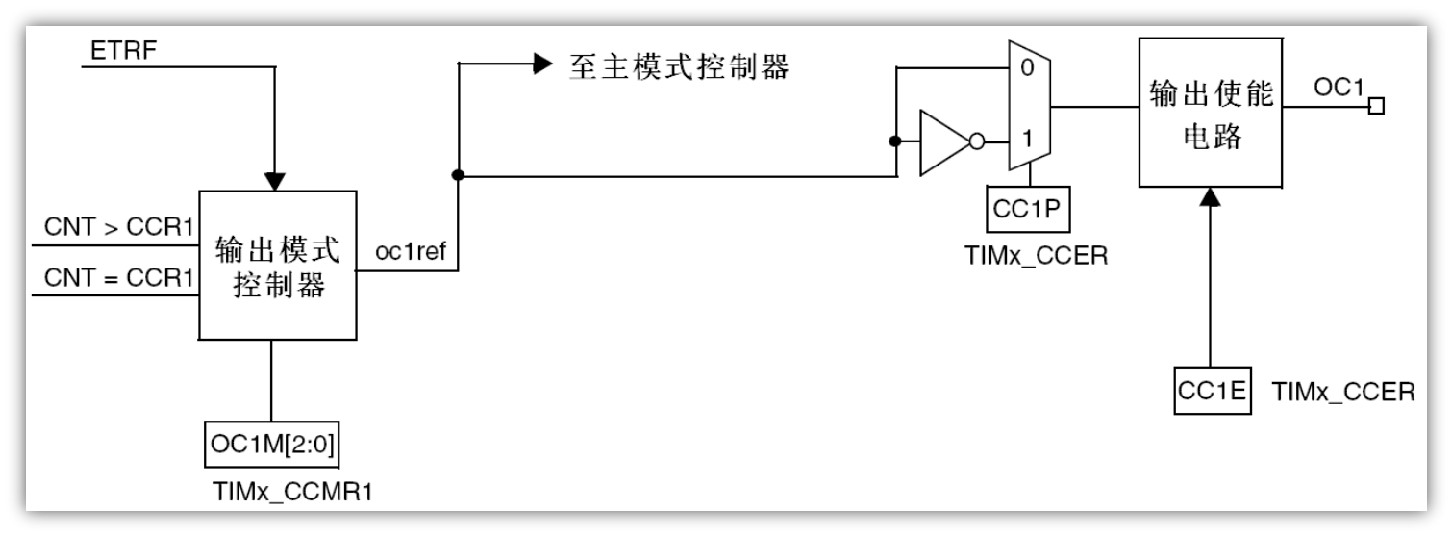 ETRF
至主模式控制器
0
1
输出使能
电路
OC1
CNT > CCR1
CNT = CCR1
输出模式
控制器
oc1ref
CC1P
TIMx_CCER
CC1E
TIMx_CCER
OC1M[2:0]
TIMx_CCMR1